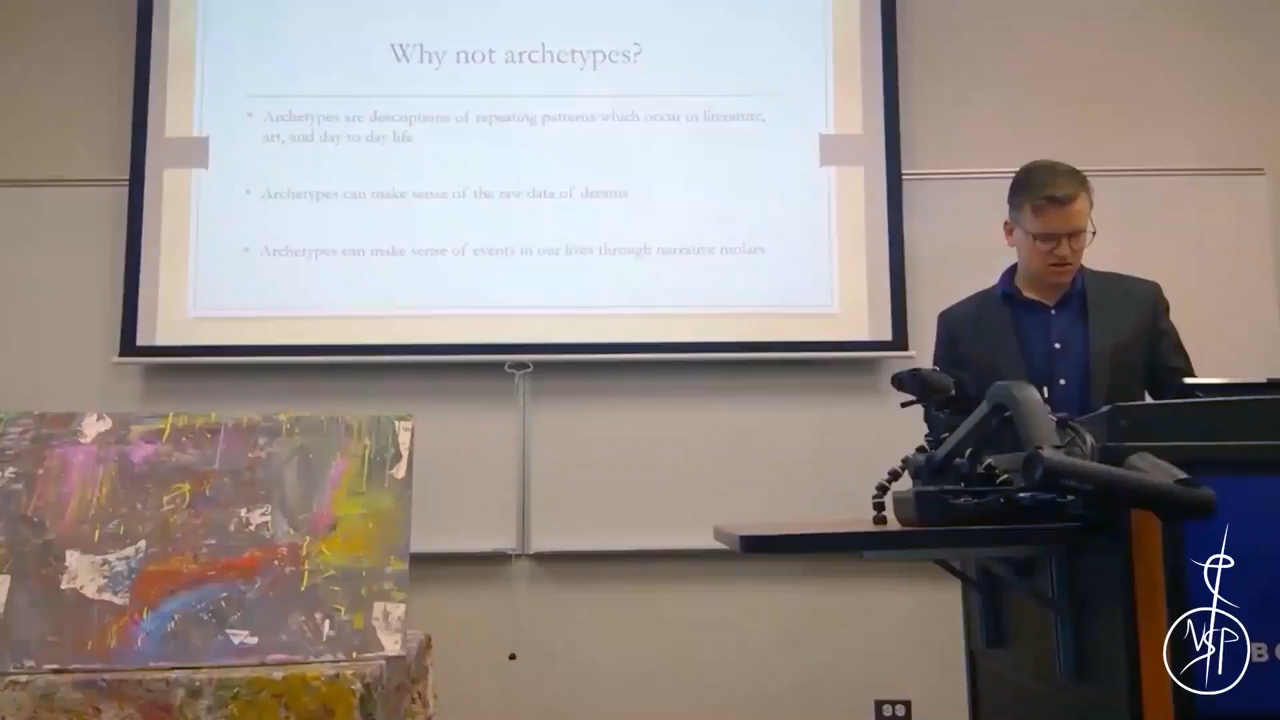 Why not archetypes?
• Archetypes are descriptions of repeating patterns which occur in literature,
art, and day to day life
• Archetypes can make sense of the raw data of dreams
• Archetypes can make sense of events in our lives through narrative molars
NSP
B